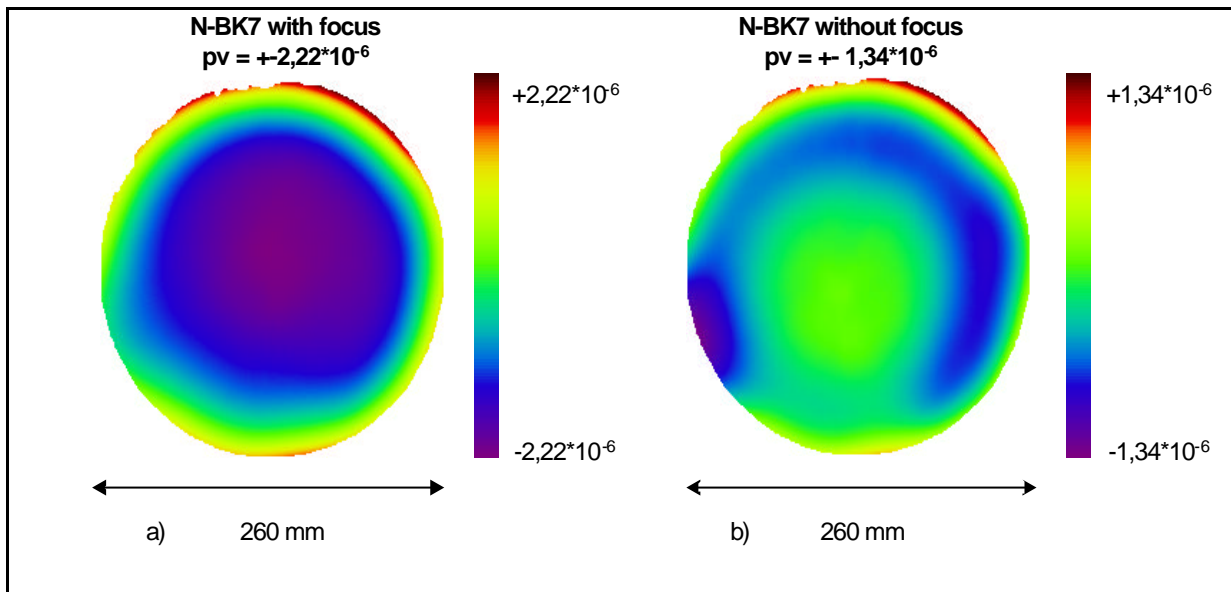 N-BK7 with focus
pv = +-2,22*10⁻⁶
+2,22*10⁻⁶
-2,22*10⁻⁶
a) 260 mm
N-BK7 without focus
pv = +- 1,34*10⁻⁶
+1,34*10⁻⁶
-1,34*10⁻⁶
b) 260 mm